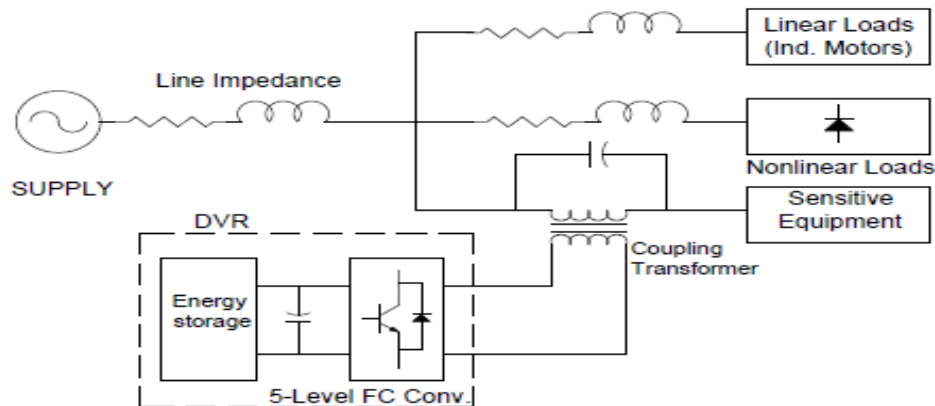 Linear Loads
(Ind. Motors)
Line Impedance
SUPPLY
Nonlinear Loads
Sensitive
Equipment
DVR
Coupling
Transformer
Energy
storage
5-Level FC Conv.